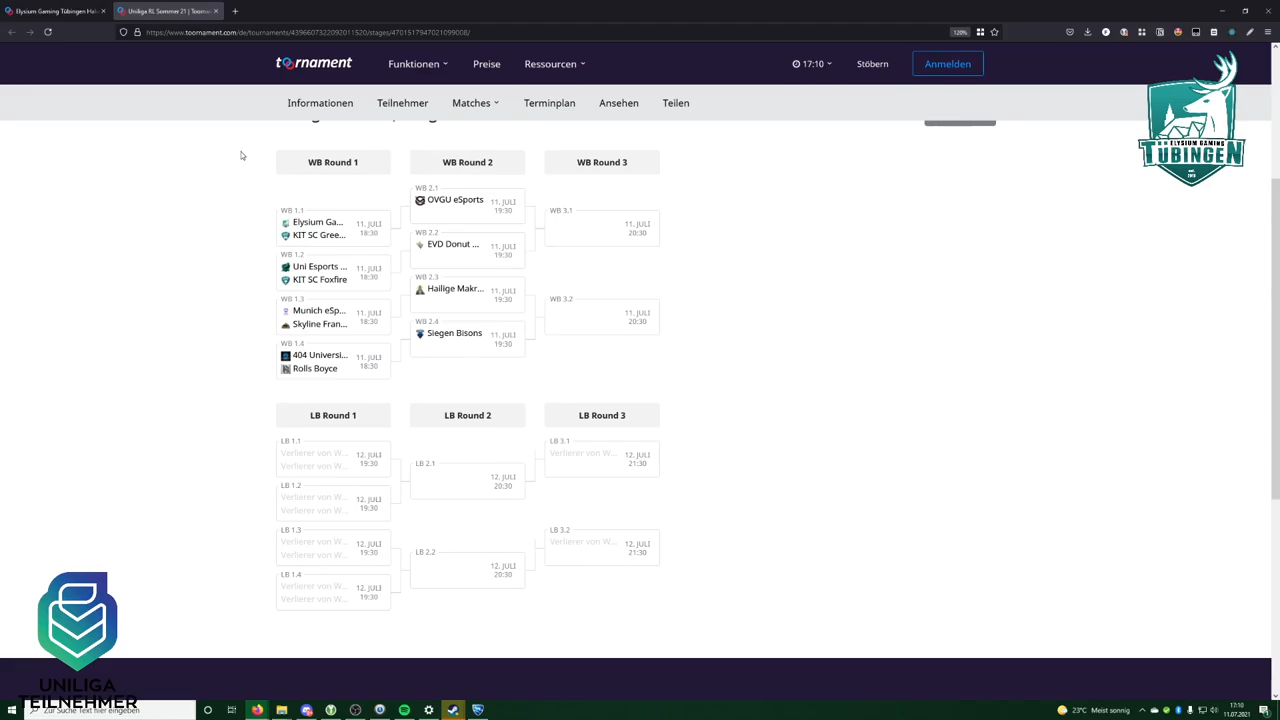 Elysium Gaming Tübingen Hal
Uniliga RL Sommer 21 | Toorna
https://www.toornament.com/de/tournaments/4396607322092011520/stages/4701517947021099008/
120%
toornament
Funktionen
Preise
Ressourcen
17:10
Stöbern
Anmelden
Informationen
Teilnehmer
Matches
Terminplan
Ansehen
Teilen
ELYSIUM GAMING
TÜBINGEN
WB Round 1
WB Round 2
WB Round 3
WB 1.1
Elysium Ga...
KIT SC Gree...
11. JULI
18:30
WB 1.2
Uni Esports ...
KIT SC Foxfire
11. JULI
18:30
WB 1.3
Munich eSp...
Skyline Fran...
11. JULI
18:30
WB 1.4
404 Universi...
Rolls Boyce
11. JULI
18:30
WB 2.1
OVGU eSports
11. JULI
19:30
WB 2.2
EVD Donut ...
11. JULI
19:30
WB 2.3
Hailige Makr...
11. JULI
19:30
WB 2.4
Siegen Bisons
11. JULI
19:30
WB 3.1
11. JULI
20:30
WB 3.2
11. JULI
20:30
LB Round 1
LB Round 2
LB Round 3
LB 1.1
Verlierer von W...
Verlierer von W...
12. JULI
19:30
LB 1.2
Verlierer von W...
Verlierer von W...
12. JULI
19:30
LB 1.3
Verlierer von W...
Verlierer von W...
12. JULI
19:30
LB 1.4
Verlierer von W...
Verlierer von W...
12. JULI
19:30
LB 2.1
12. JULI
20:30
LB 2.2
12. JULI
20:30
LB 3.1
Verlierer von W...
12. JULI
21:30
LB 3.2
Verlierer von W...
12. JULI
21:30
UNILIGA
TEILNEHMER
Zur Suche Text hier eingeben
23°C Meist sonnig
17:10
11.07.2021